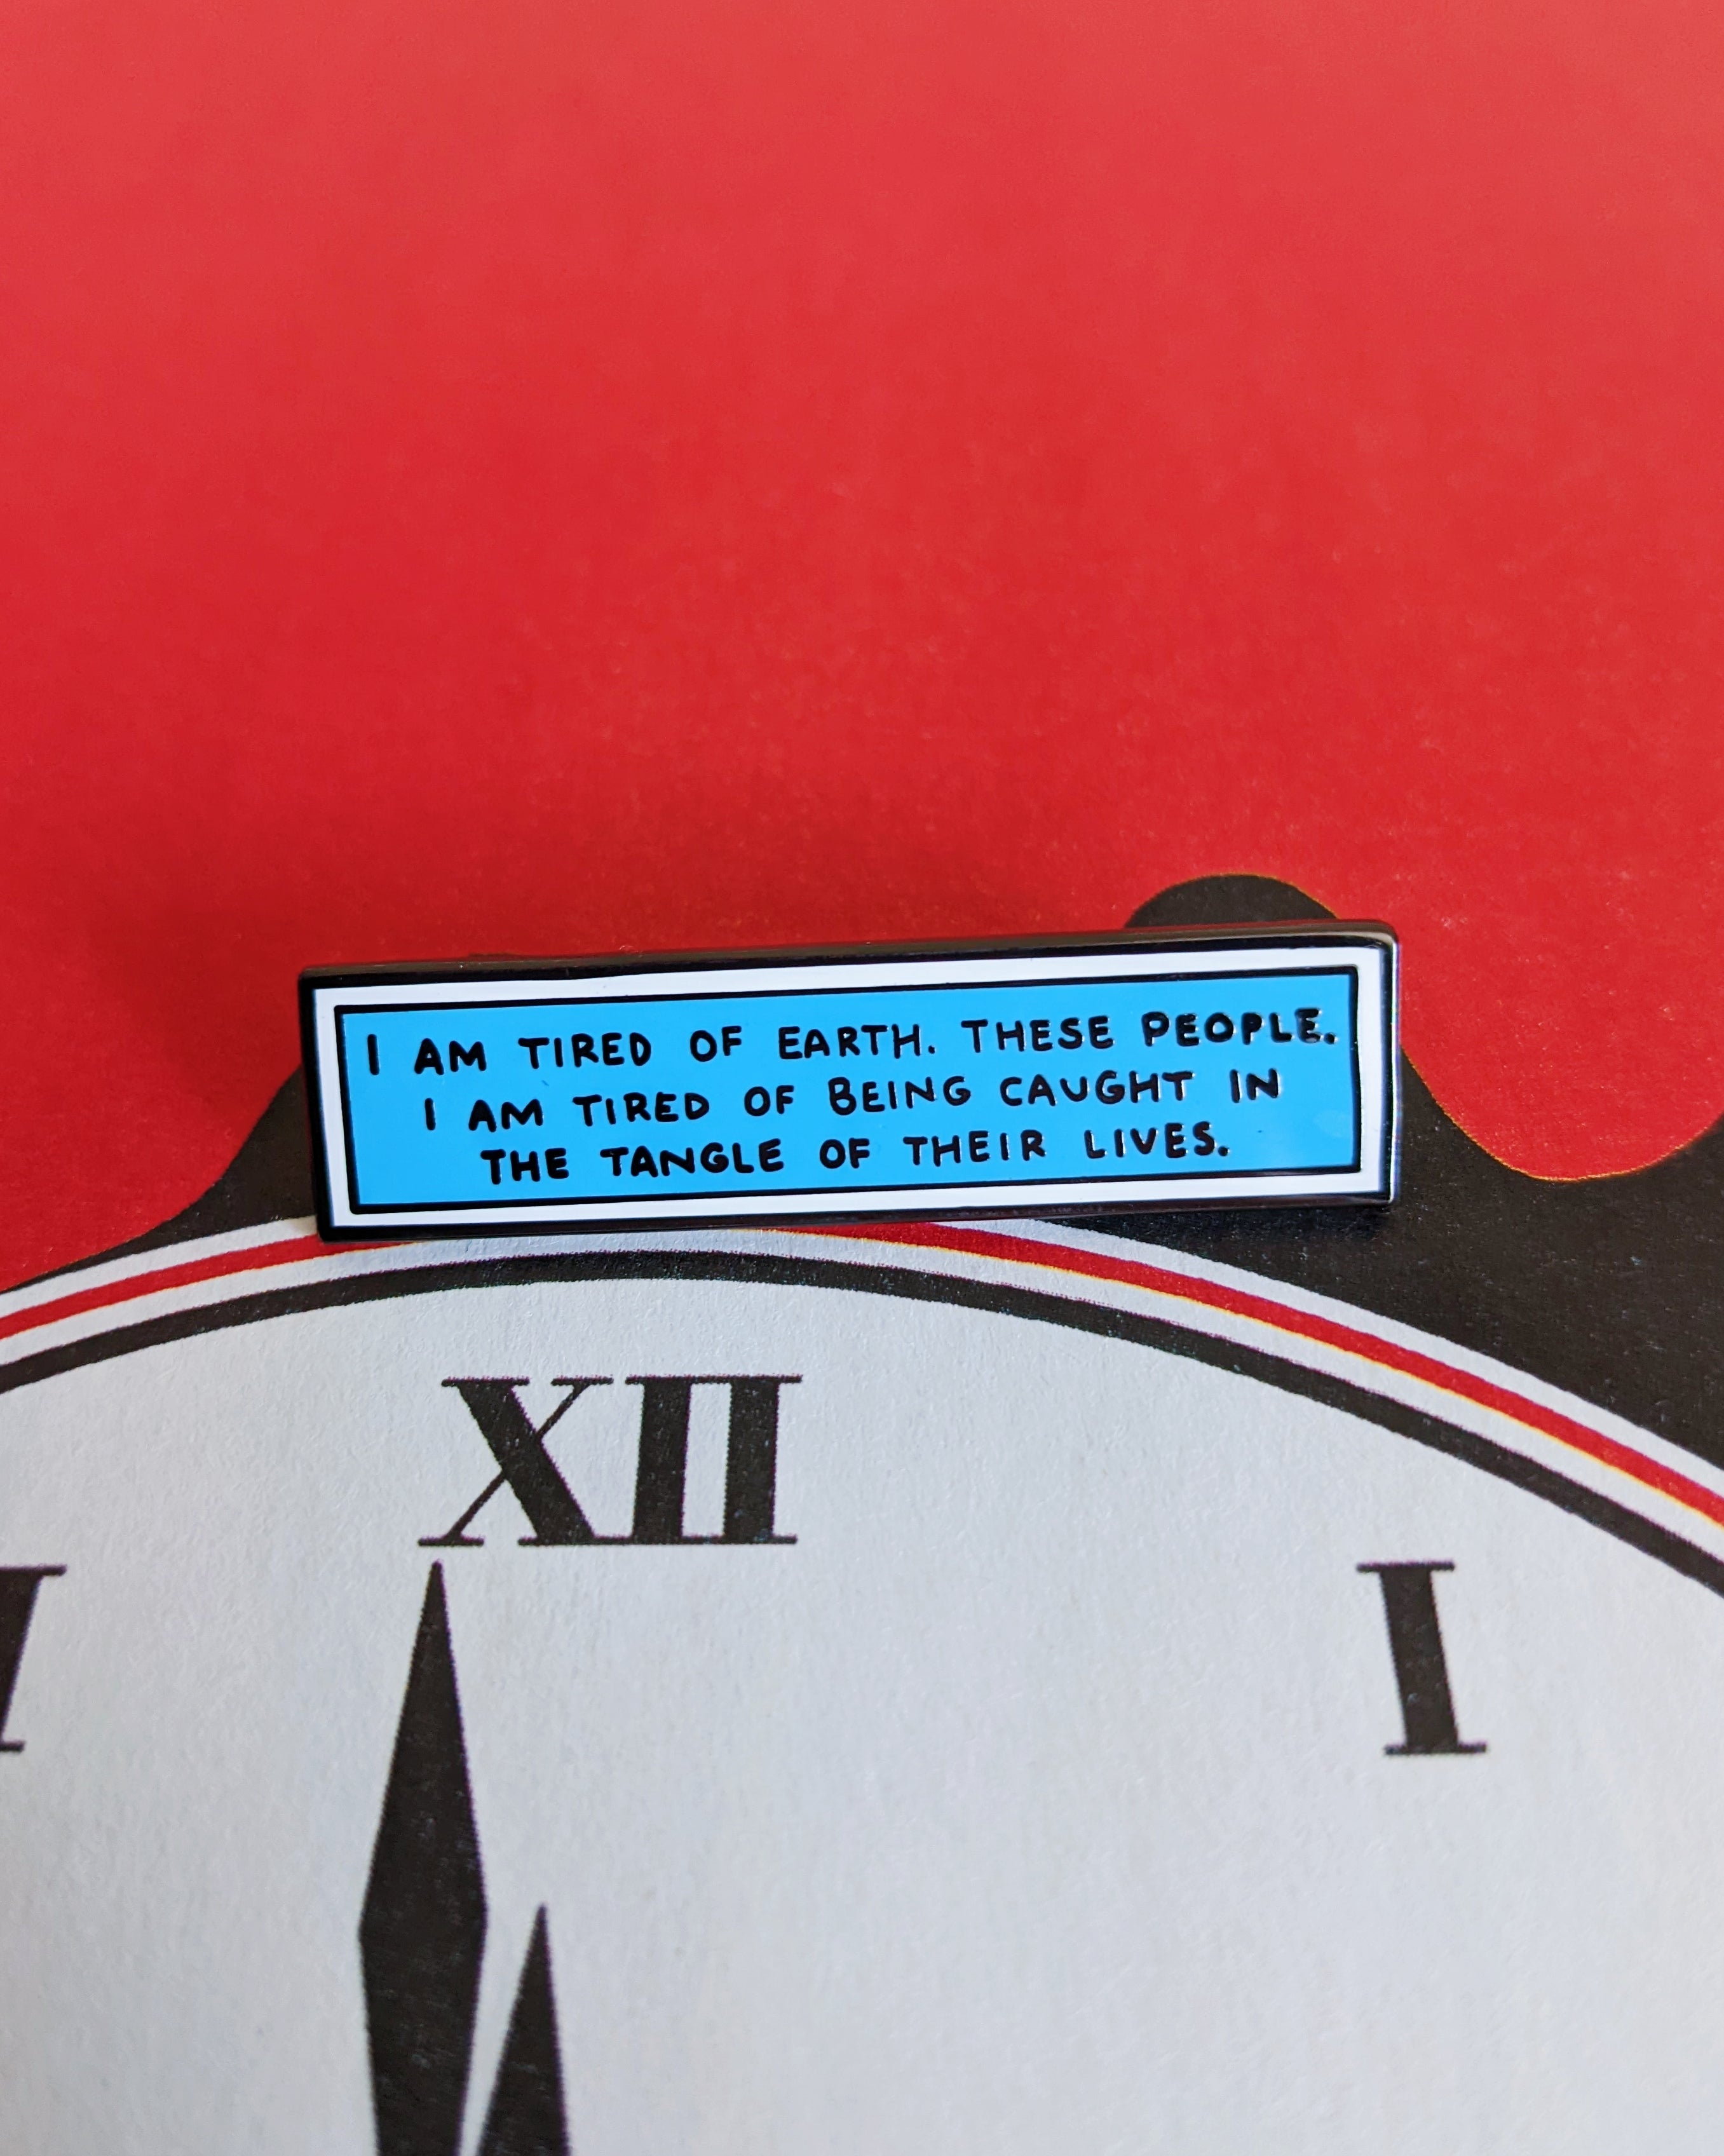 I AM TIRED OF EARTH. THESE PEOPLE.
I AM TIRED OF BEING CAUGHT IN
THE TANGLE OF THEIR LIVES.
XII
I